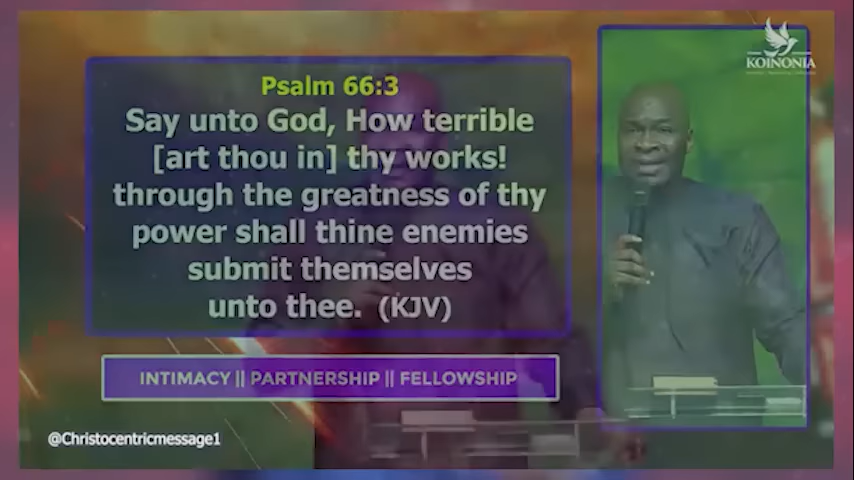 Psalm 66:3
Say unto God, How terrible
[art thou in] thy works!
through the greatness of thy
power shall thine enemies
submit themselves
unto thee. (KJV)
INTIMACY || PARTNERSHIP || FELLOWSHIP
@Christocentricmessage1
KOINONIA